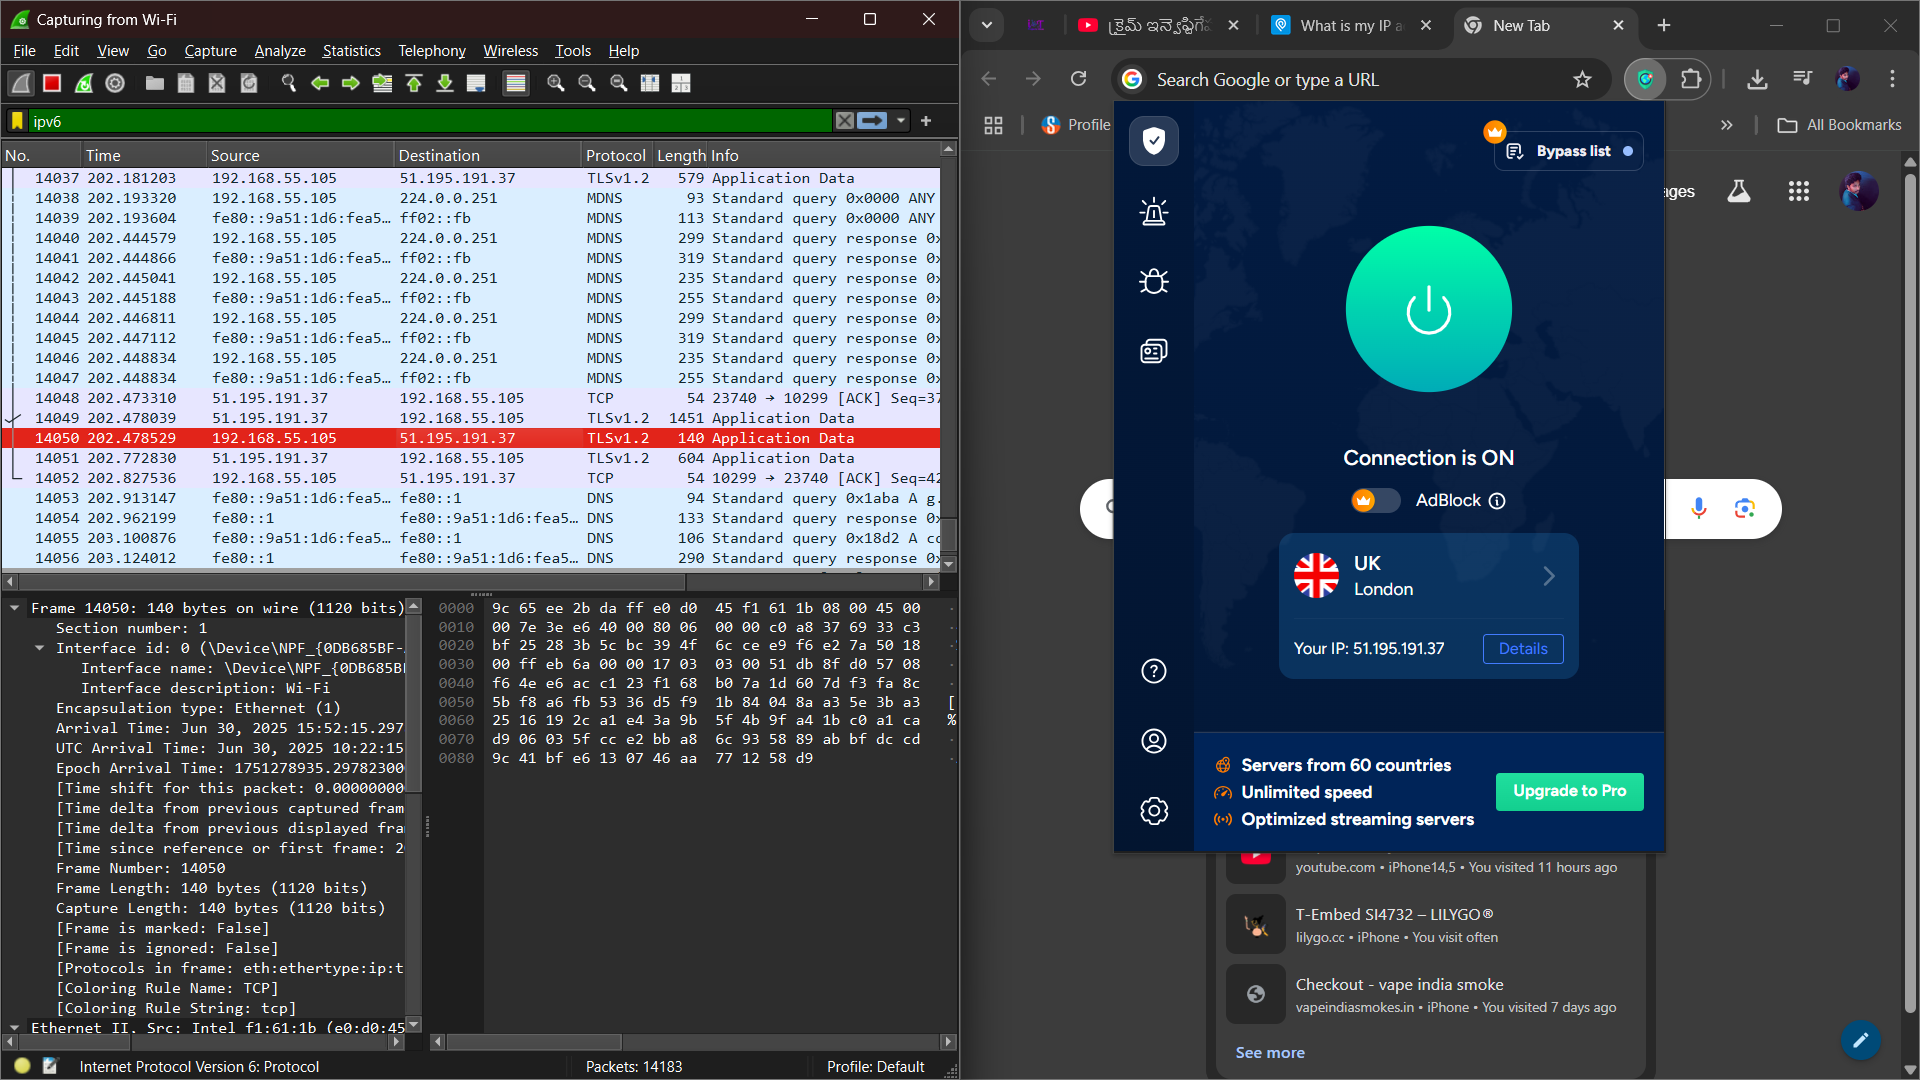 Capturing from Wi-Fi
File Edit View Go Capture Analyze Statistics Telephony Wireless Tools Help
ipv6
No. Time Source Destination Protocol Length Info
14037 202.181203 192.168.55.105 51.195.191.37 TLSv1.2 579 Application Data
14038 202.193320 192.168.55.105 224.0.0.251 MDNS 93 Standard query 0x0000 ANY
14039 202.193604 fe80::9a51:1d6:fea5… ff02::fb MDNS 113 Standard query 0x0000 ANY
14040 202.444579 192.168.55.105 224.0.0.251 MDNS 299 Standard query response 0x
14041 202.444866 fe80::9a51:1d6:fea5… ff02::fb MDNS 319 Standard query response 0x
14042 202.445041 192.168.55.105 224.0.0.251 MDNS 235 Standard query response 0x
14043 202.445188 fe80::9a51:1d6:fea5… ff02::fb MDNS 255 Standard query response 0x
14044 202.446811 192.168.55.105 224.0.0.251 MDNS 299 Standard query response 0x
14045 202.447112 fe80::9a51:1d6:fea5… ff02::fb MDNS 319 Standard query response 0x
14046 202.448834 192.168.55.105 224.0.0.251 MDNS 235 Standard query response 0x
14047 202.448834 fe80::9a51:1d6:fea5… ff02::fb MDNS 255 Standard query response 0x
14048 202.473310 51.195.191.37 192.168.55.105 TCP 54 23740 → 10299 [ACK] Seq=37
14049 202.478039 51.195.191.37 192.168.55.105 TLSv1.2 1451 Application Data
14050 202.478529 192.168.55.105 51.195.191.37 TLSv1.2 140 Application Data
14051 202.772830 51.195.191.37 192.168.55.105 TLSv1.2 604 Application Data
14052 202.827536 192.168.55.105 51.195.191.37 TCP 54 10299 → 23740 [ACK] Seq=42
14053 202.913147 fe80::9a51:1d6:fea5… fe80::1 DNS 94 Standard query 0x1aba A g.
14054 202.962199 fe80::1 fe80::9a51:1d6:fea5… DNS 133 Standard query response 0x
14055 203.100876 fe80::9a51:1d6:fea5… fe80::1 DNS 106 Standard query 0x18d2 A cc
14056 203.124012 fe80::1 fe80::9a51:1d6:fea5… DNS 290 Standard query response 0x
Frame 14050: 140 bytes on wire (1120 bits)
Section number: 1
Interface id: 0 (\Device\NPF_{0DB685BF-
Interface name: \Device\NPF_{0DB685BF
Interface description: Wi-Fi
Encapsulation type: Ethernet (1)
Arrival Time: Jun 30, 2025 15:52:15.297
UTC Arrival Time: Jun 30, 2025 10:22:15
Epoch Arrival Time: 1751278935.29782300
[Time shift for this packet: 0.00000000
[Time delta from previous captured fram
[Time delta from previous displayed fra
[Time since reference or first frame: 2
Frame Number: 14050
Frame Length: 140 bytes (1120 bits)
Capture Length: 140 bytes (1120 bits)
[Frame is marked: False]
[Frame is ignored: False]
[Protocols in frame: eth:ethertype:ip:t
[Coloring Rule Name: TCP]
[Coloring Rule String: tcp]
Ethernet II, Src: Intel f1:61:1b (e0:d0:45
0000 9c 65 ee 2b da ff e0 d0 45 f1 61 1b 08 00 45 00
0010 00 7e 3e e6 40 00 80 06 00 00 c0 a8 37 69 33 c3
0020 bf 25 28 3b 5c bc 39 4f 6c ce e9 f6 e2 7a 50 18
0030 00 ff eb 6a 00 00 17 03 03 00 51 db 8f d0 57 08
0040 f6 4e e6 ac c1 23 f1 68 b0 7a 1d 60 7d f3 fa 8c
0050 5b f8 a6 fb 53 36 d5 f9 1b 84 04 8a a3 5e 3b a3 [
0060 25 16 19 2c a1 e4 3a 9b 5f 4b 9f a4 1b c0 a1 ca %
0070 d9 06 03 5f cc e2 bb a8 6c 93 58 89 ab bf dc cd
0080 9c 41 bf e6 13 07 46 aa 77 12 58 d9
Internet Protocol Version 6: Protocol Packets: 14183 Profile: Default
క్రైమ్ ఇన్వెస్టిగే
What is my IP a
New Tab
Search Google or type a URL
Profile
All Bookmarks
ages
Bypass list
Connection is ON
AdBlock
UK
London
Your IP: 51.195.191.37
Details
Servers from 60 countries
Unlimited speed
Optimized streaming servers
Upgrade to Pro
youtube.com • iPhone14,5 • You visited 11 hours ago
T-Embed SI4732 – LILYGO®
lilygo.cc • iPhone • You visit often
Checkout - vape india smoke
vapeindiasmokes.in • iPhone • You visited 7 days ago
See more